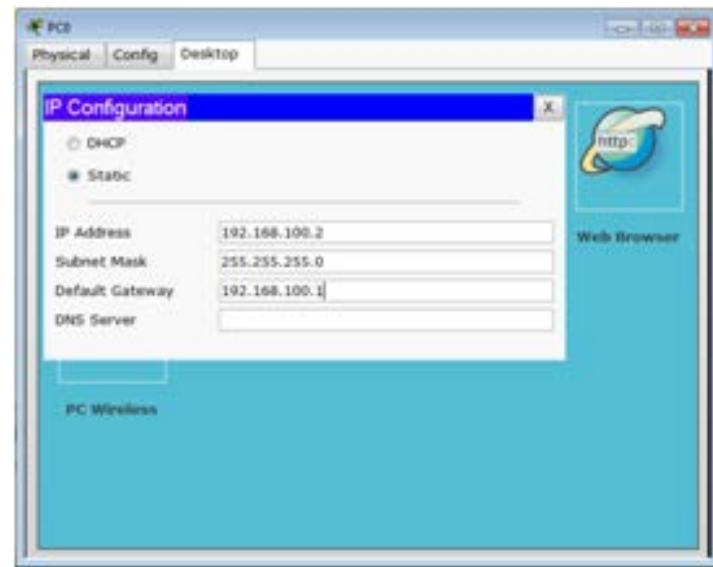 PC0
Physical Config Desktop
IP Configuration
X
DHCP
Static
IP Address 192.168.100.2
Subnet Mask 255.255.255.0
Default Gateway 192.168.100.1
DNS Server
http:
Web Browser
PC Wireless